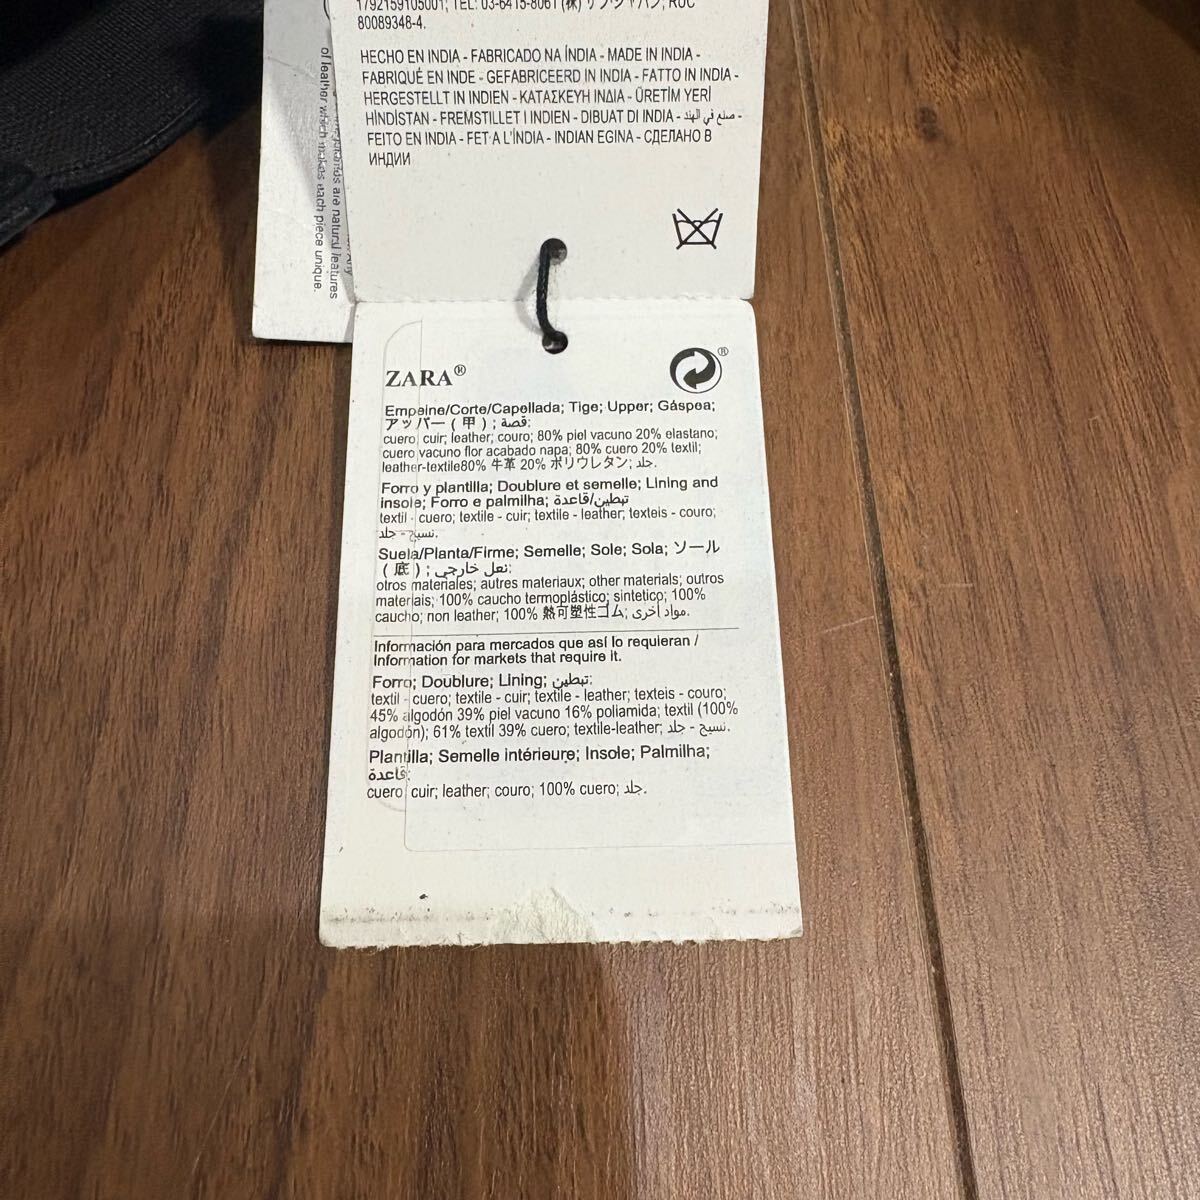 1792159105001; TEL: 03-6415-8061 (株) ザラ・ジャパン; RUC
80089348-4.
HECHO EN INDIA - FABRICADO NA ÍNDIA - MADE IN INDIA -
FABRIQUÉ EN INDE - GEFABRICEERD IN INDIA - FATTO IN INDIA -
HERGESTELLT IN INDIEN - ΚΑΤΑΣΚΕΥΗ ΙΝΔΙΑ - ÜRETİM YERİ
HİNDİSTAN - FREMSTILLET I INDIEN - DIBUAT DI INDIA - صنع في الهند -
FEITO EN INDIA - FET A L'ÍNDIA - INDIAN EGINA - СДЕЛАНО В
ИНДИИ
are natural features
of leather which makes each piece unique.
ZARA®
®
Empeine/Corte/Capellada; Tige; Upper; Gáspea;
アッパー (甲) ; قصة:
cuero; cuir; leather; couro; 80% piel vacuno 20% elastano;
cuero vacuno flor acabado napa; 80% cuero 20% textil;
leather-textile80% 牛革 20% ポリウレタン; جلد.
Forro y plantilla; Doublure et semelle; Lining and
insole; Forro e palmilha; تبطين/قاعدة
textil - cuero; textile - cuir; textile - leather; texteis - couro;
نسيج - جلد.
Suela/Planta/Firme; Semelle; Sole; Sola; ソール
(底) ; نعل خارجي:
otros materiales; autres materiaux; other materials; outros
materiais; 100% caucho termoplástico; sintetico; 100%
caucho; non leather; 100% 熱可塑性ゴム; مواد أخرى.
Información para mercados que así lo requieran /
Information for markets that require it.
Forro; Doublure; Lining; تبطين:
textil - cuero; textile - cuir; textile - leather; texteis - couro;
45% algodón 39% piel vacuno 16% poliamida; textil (100%
algodón); 61% textil 39% cuero; textile-leather; نسيج - جلد.
Plantilla; Semelle intérieure; Insole; Palmilha;
قاعدة:
cuero; cuir; leather; couro; 100% cuero; جلد.